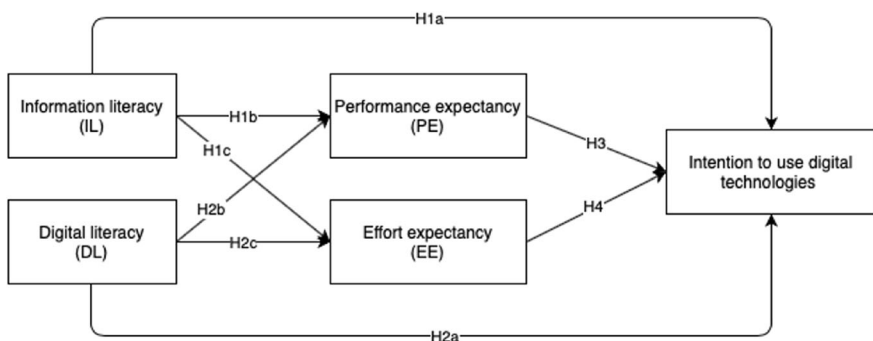 H1a
Information literacy
(IL)
H1b
Performance expectancy
(PE)
H1c
H3
Intention to use digital
technologies
H2b
H4
Digital literacy
(DL)
H2c
Effort expectancy
(EE)
H2a